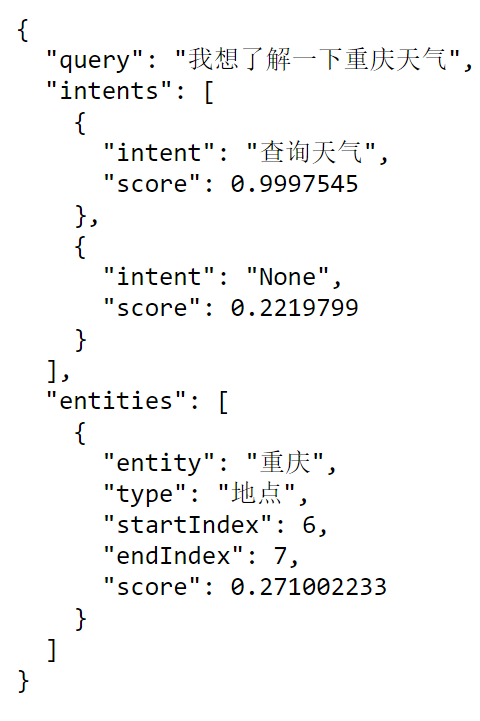 {
  "query": "我想了解一下重庆天气",
  "intents": [
    {
      "intent": "查询天气",
      "score": 0.9997545
    },
    {
      "intent": "None",
      "score": 0.2219799
    }
  ],
  "entities": [
    {
      "entity": "重庆",
      "type": "地点",
      "startIndex": 6,
      "endIndex": 7,
      "score": 0.271002233
    }
  ]
}